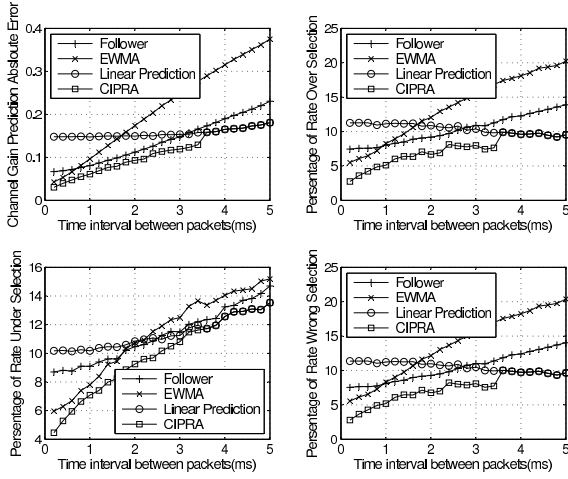 Channel Gain Prediction Absloute Error
0.4
0.3
0.2
0.1
0
0 1 2 3 4 5
Time interval between packets(ms)
Follower
EWMA
Linear Prediction
CIPRA
Persentage of Rate Over Selection
25
20
15
10
5
0
0 1 2 3 4 5
Time interval between packets(ms)
Follower
EWMA
Linear Prediction
CIPRA
Persentage of Rate Under Selection
16
14
12
10
8
6
4
0 1 2 3 4 5
Time interval between packets(ms)
Follower
EWMA
Linear Prediction
CIPRA
Persentage of Rate Wrong Selection
25
20
15
10
5
0
0 1 2 3 4 5
Time interval between packets(ms)
Follower
EWMA
Linear Prediction
CIPRA